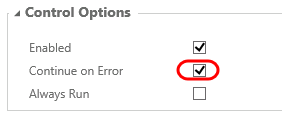 Control Options
Enabled
Continue on Error
Always Run